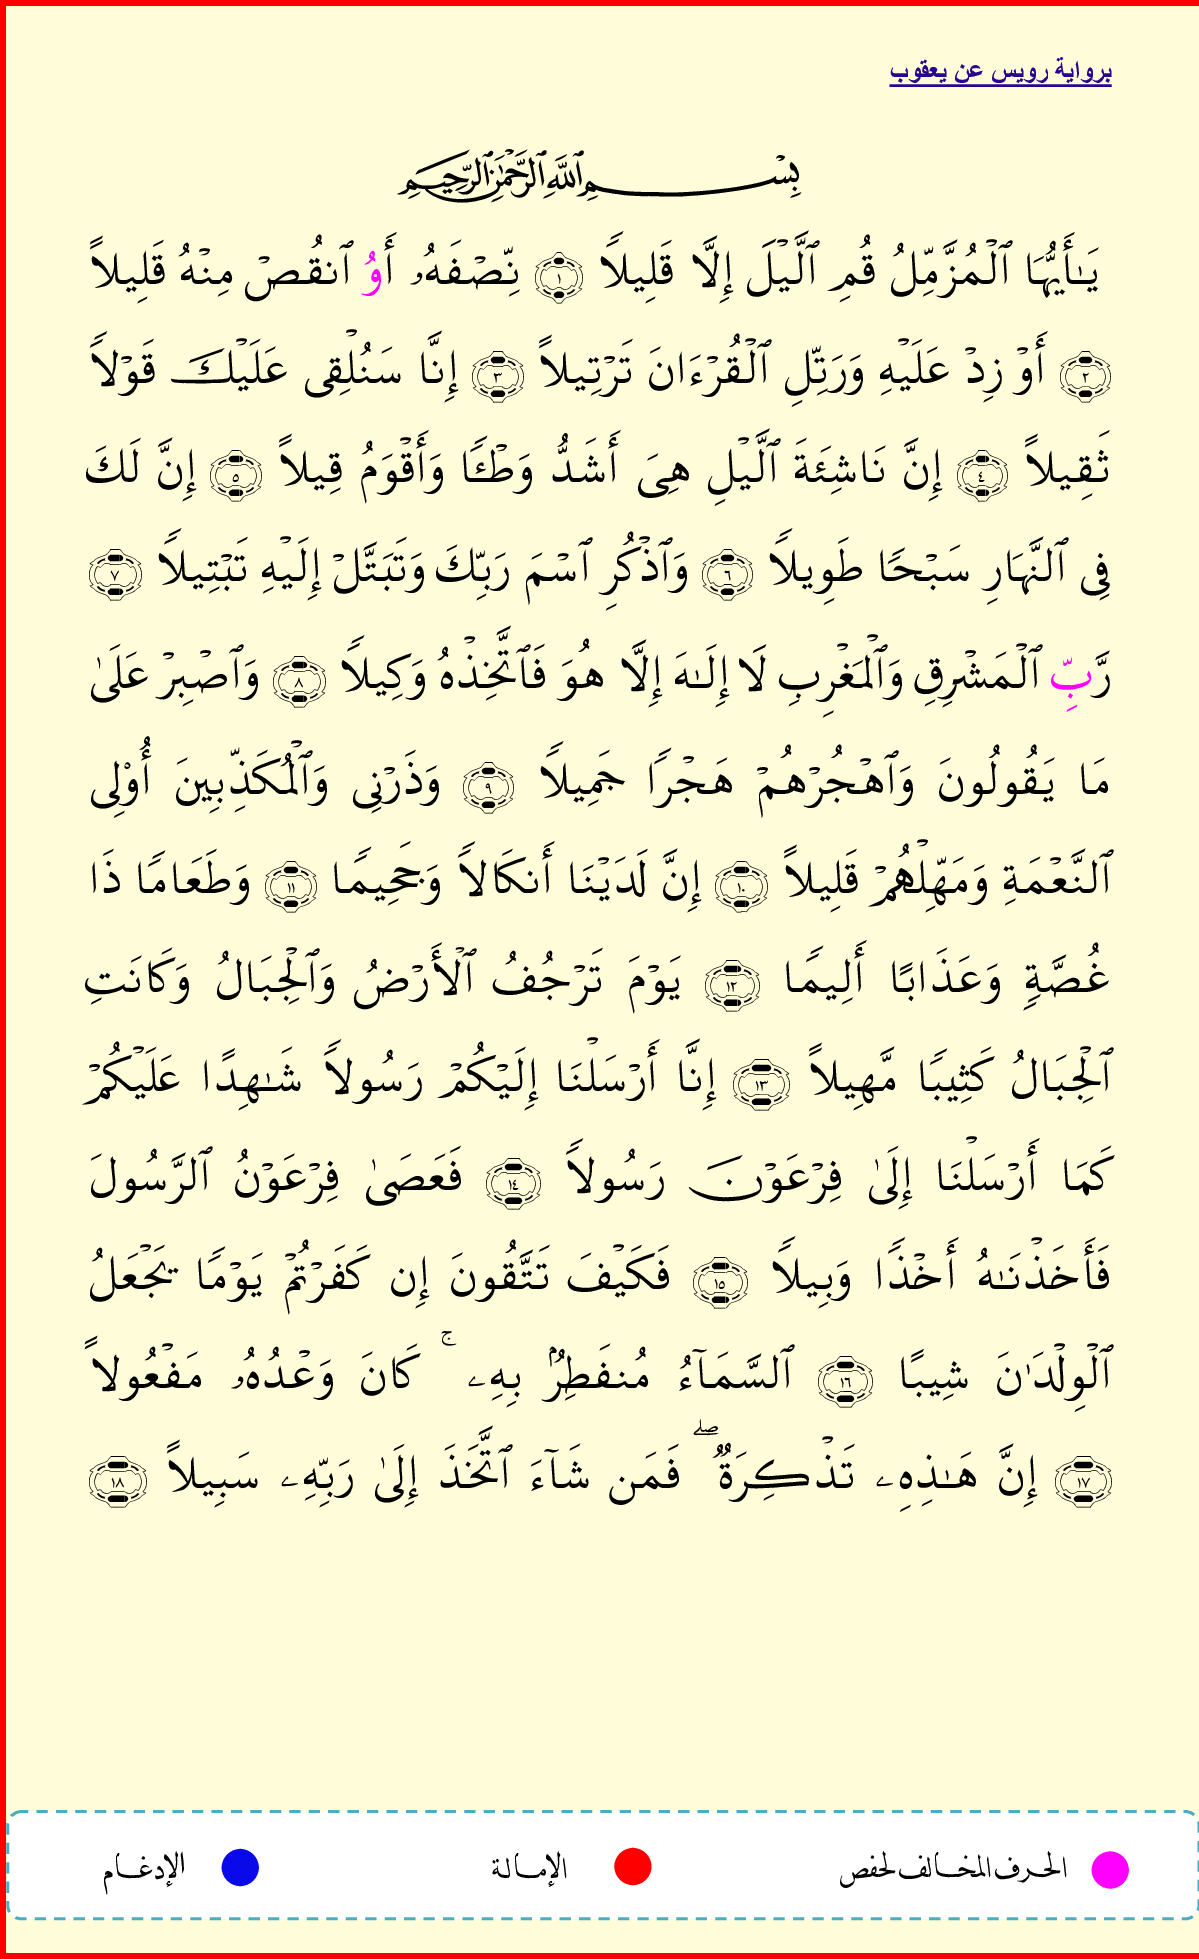 برواية رويس عن يعقوب
بِسْمِ ٱللَّهِ ٱلرَّحْمَٰنِ ٱلرَّحِيمِ
يَٰٓأَيُّهَا ٱلْمُزَّمِّلُ قُمِ ٱلَّيْلَ إِلَّا قَلِيلاً ١ نِّصْفَهُۥ أَوُ ٱنقُصْ مِنْهُ قَلِيلاً
٢ أَوْ زِدْ عَلَيْهِ وَرَتِّلِ ٱلْقُرْءَانَ تَرْتِيلاً ٣ إِنَّا سَنُلْقِى عَلَيْكَ قَوْلاً
ثَقِيلاً ٤ إِنَّ نَاشِئَةَ ٱلَّيْلِ هِىَ أَشَدُّ وَطْـًٔا وَأَقْوَمُ قِيلاً ٥ إِنَّ لَكَ
فِى ٱلنَّهَارِ سَبْحًا طَوِيلاً ٦ وَٱذْكُرِ ٱسْمَ رَبِّكَ وَتَبَتَّلْ إِلَيْهِ تَبْتِيلاً ٧
رَّبِّ ٱلْمَشْرِقِ وَٱلْمَغْرِبِ لَا إِلَٰهَ إِلَّا هُوَ فَٱتَّخِذْهُ وَكِيلاً ٨ وَٱصْبِرْ عَلَىٰ
مَا يَقُولُونَ وَٱهْجُرْهُمْ هَجْرًا جَمِيلاً ٩ وَذَرْنِى وَٱلْمُكَذِّبِينَ أُوْلِى
ٱلنَّعْمَةِ وَمَهِّلْهُمْ قَلِيلاً ١٠ إِنَّ لَدَيْنَا أَنكَالاً وَجَحِيمًا ١١ وَطَعَامًا ذَا
غُصَّةٍ وَعَذَابًا أَلِيمًا ١٢ يَوْمَ تَرْجُفُ ٱلْأَرْضُ وَٱلْجِبَالُ وَكَانَتِ
ٱلْجِبَالُ كَثِيبًا مَّهِيلاً ١٣ إِنَّا أَرْسَلْنَا إِلَيْكُمْ رَسُولاً شَٰهِدًا عَلَيْكُمْ
كَمَا أَرْسَلْنَا إِلَىٰ فِرْعَوْنَ رَسُولاً ١٤ فَعَصَىٰ فِرْعَوْنُ ٱلرَّسُولَ
فَأَخَذْنَٰهُ أَخْذًا وَبِيلاً ١٥ فَكَيْفَ تَتَّقُونَ إِن كَفَرْتُمْ يَوْمًا يَجْعَلُ
ٱلْوِلْدَٰنَ شِيبًا ١٦ ٱلسَّمَآءُ مُنفَطِرٌۢ بِهِۦ ۚ كَانَ وَعْدُهُۥ مَفْعُولاً
١٧ إِنَّ هَٰذِهِۦ تَذْكِرَةٌ ۖ فَمَن شَآءَ ٱتَّخَذَ إِلَىٰ رَبِّهِۦ سَبِيلاً ١٨
الحرف المخالف لحفص الإمالة الإدغام